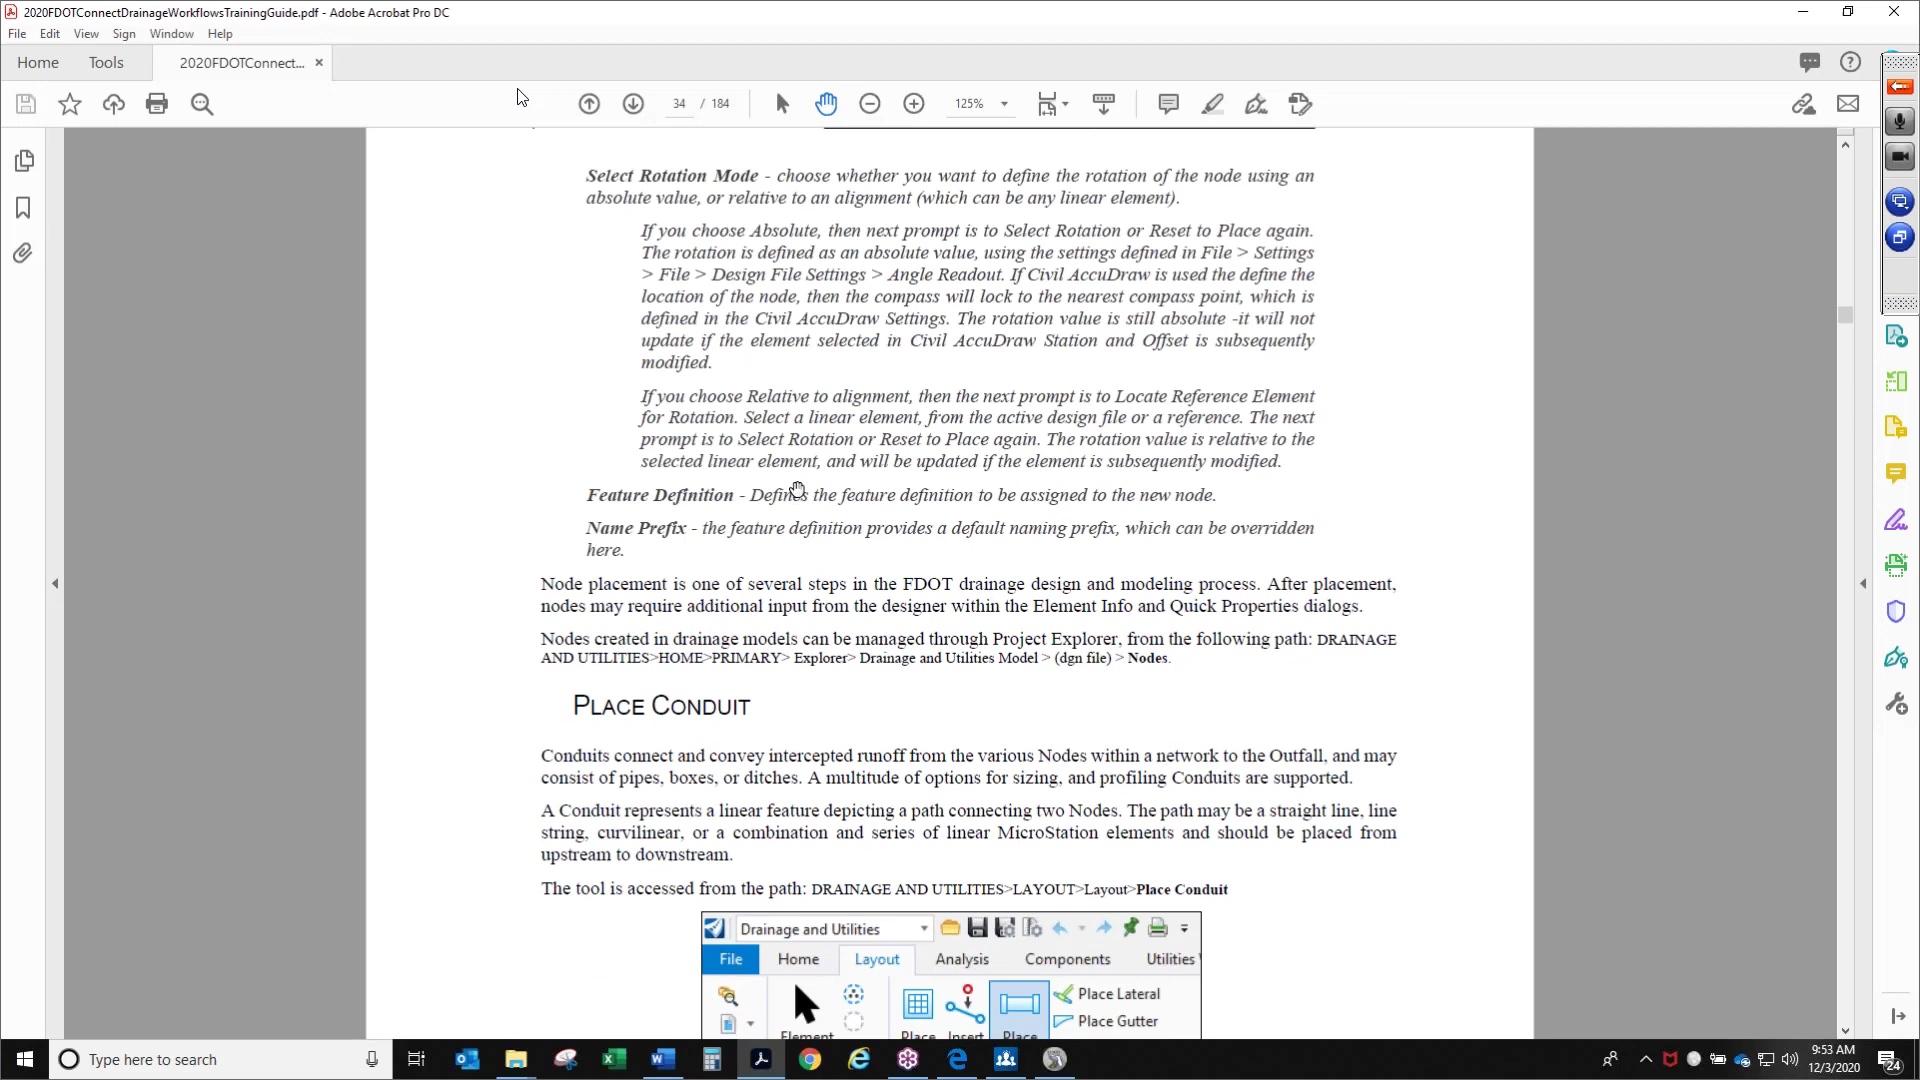 2020FDOTConnectDrainageWorkflowsTrainingGuide.pdf - Adobe Acrobat Pro DC
File Edit View Sign Window Help
Home Tools 2020FDOTConnect... ×
34 / 184 125%
Select Rotation Mode - choose whether you want to define the rotation of the node using an
absolute value, or relative to an alignment (which can be any linear element).
If you choose Absolute, then next prompt is to Select Rotation or Reset to Place again.
The rotation is defined as an absolute value, using the settings defined in File > Settings
> File > Design File Settings > Angle Readout. If Civil AccuDraw is used the define the
location of the node, then the compass will lock to the nearest compass point, which is
defined in the Civil AccuDraw Settings. The rotation value is still absolute -it will not
update if the element selected in Civil AccuDraw Station and Offset is subsequently
modified.
If you choose Relative to alignment, then the next prompt is to Locate Reference Element
for Rotation. Select a linear element, from the active design file or a reference. The next
prompt is to Select Rotation or Reset to Place again. The rotation value is relative to the
selected linear element, and will be updated if the element is subsequently modified.
Feature Definition - Defines the feature definition to be assigned to the new node.
Name Prefix - the feature definition provides a default naming prefix, which can be overridden
here.
Node placement is one of several steps in the FDOT drainage design and modeling process. After placement,
nodes may require additional input from the designer within the Element Info and Quick Properties dialogs.
Nodes created in drainage models can be managed through Project Explorer, from the following path: DRAINAGE
AND UTILITIES>HOME>PRIMARY> Explorer> Drainage and Utilities Model > (dgn file) > Nodes.
PLACE CONDUIT
Conduits connect and convey intercepted runoff from the various Nodes within a network to the Outfall, and may
consist of pipes, boxes, or ditches. A multitude of options for sizing, and profiling Conduits are supported.
A Conduit represents a linear feature depicting a path connecting two Nodes. The path may be a straight line, line
string, curvilinear, or a combination and series of linear MicroStation elements and should be placed from
upstream to downstream.
The tool is accessed from the path: DRAINAGE AND UTILITIES>LAYOUT>Layout>Place Conduit
Drainage and Utilities
File Home Layout Analysis Components Utilities
Place Lateral
Place Gutter
Element Place Insert Place
Type here to search
9:53 AM
12/3/2020
24